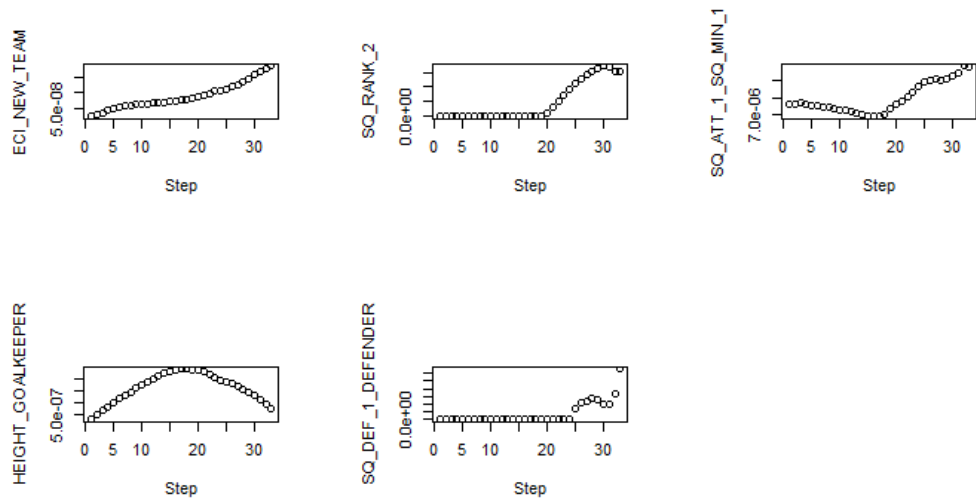 ECI_NEW_TEAM
5.0e-08
0 5 10 20 30
Step
SQ_RANK_2
0.0e+00
0 5 10 20 30
Step
SQ_ATT_1_SQ_MIN_1
7.0e-06
0 5 10 20 30
Step
HEIGHT_GOALKEEPER
5.0e-07
0 5 10 20 30
Step
SQ_DEF_1_DEFENDER
0.0e+00
0 5 10 20 30
Step